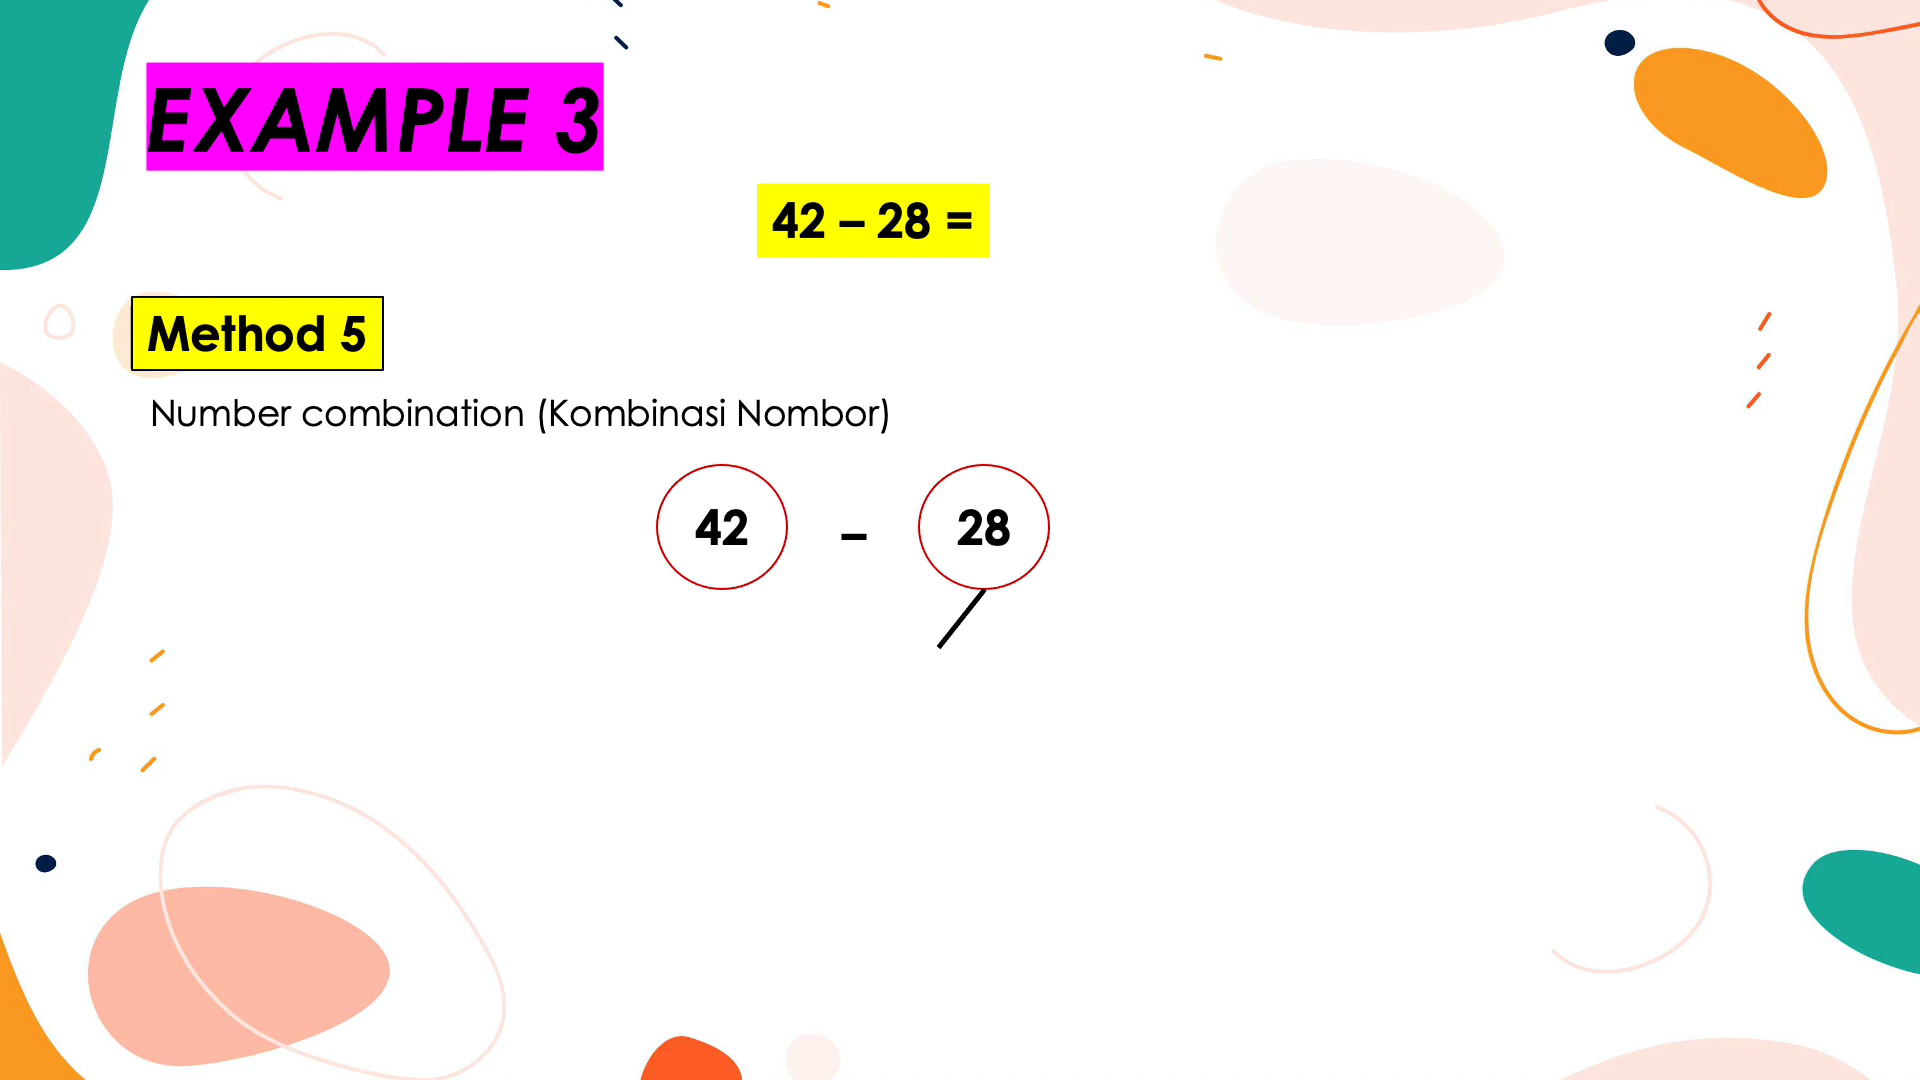 EXAMPLE 3
42 – 28 =
Method 5
Number combination (Kombinasi Nombor)
42 – 28